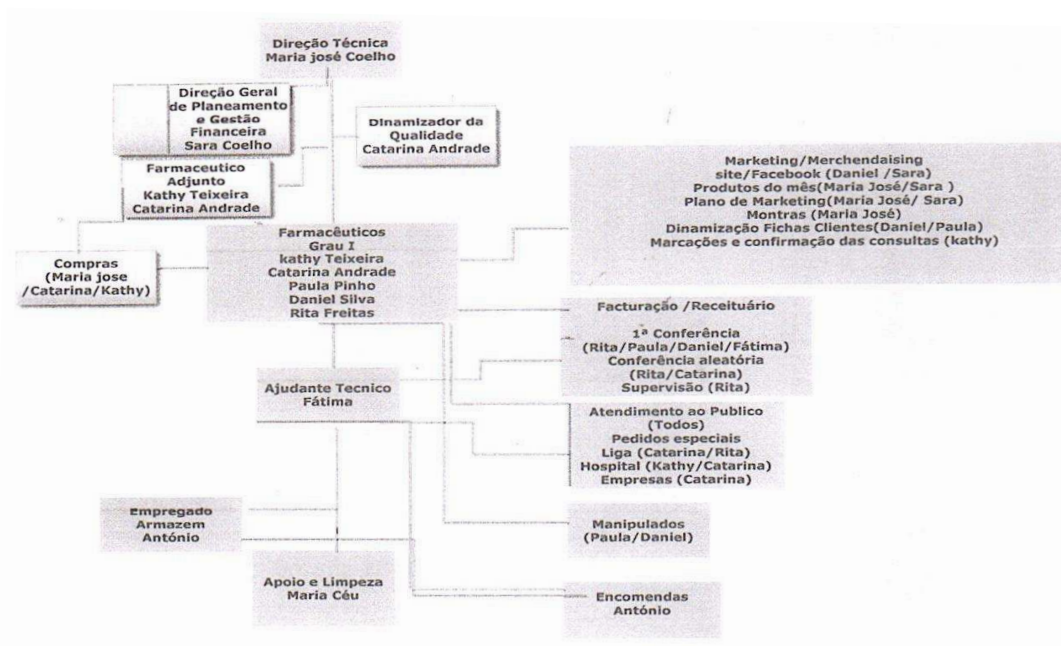 Direção Técnica
Maria josé Coelho
Direção Geral
de Planeamento
e Gestão
Financeira
Sara Coelho
Dinamizador da
Qualidade
Catarina Andrade
Farmaceutico
Adjunto
Kathy Teixeira
Catarina Andrade
Marketing/Merchendaising
site/Facebook (Daniel /Sara)
Produtos do mês(Maria José/Sara )
Plano de Marketing(Maria José/ Sara)
Montras (Maria José)
Dinamização Fichas Clientes(Daniel/Paula)
Marcações e confirmação das consultas (kathy)
Farmacêuticos
Grau I
kathy Teixeira
Catarina Andrade
Paula Pinho
Daniel Silva
Rita Freitas
Compras
(Maria jose
/Catarina/Kathy)
Facturação /Receituário
1ª Conferência
(Rita/Paula/Daniel/Fátima)
Conferência aleatória
(Rita/Catarina)
Supervisão (Rita)
Ajudante Tecnico
Fátima
Atendimento ao Publico
(Todos)
Pedidos especiais
Liga (Catarina/Rita)
Hospital (Kathy/Catarina)
Empresas (Catarina)
Empregado
Armazem
António
Manipulados
(Paula/Daniel)
Apoio e Limpeza
Maria Céu
Encomendas
António